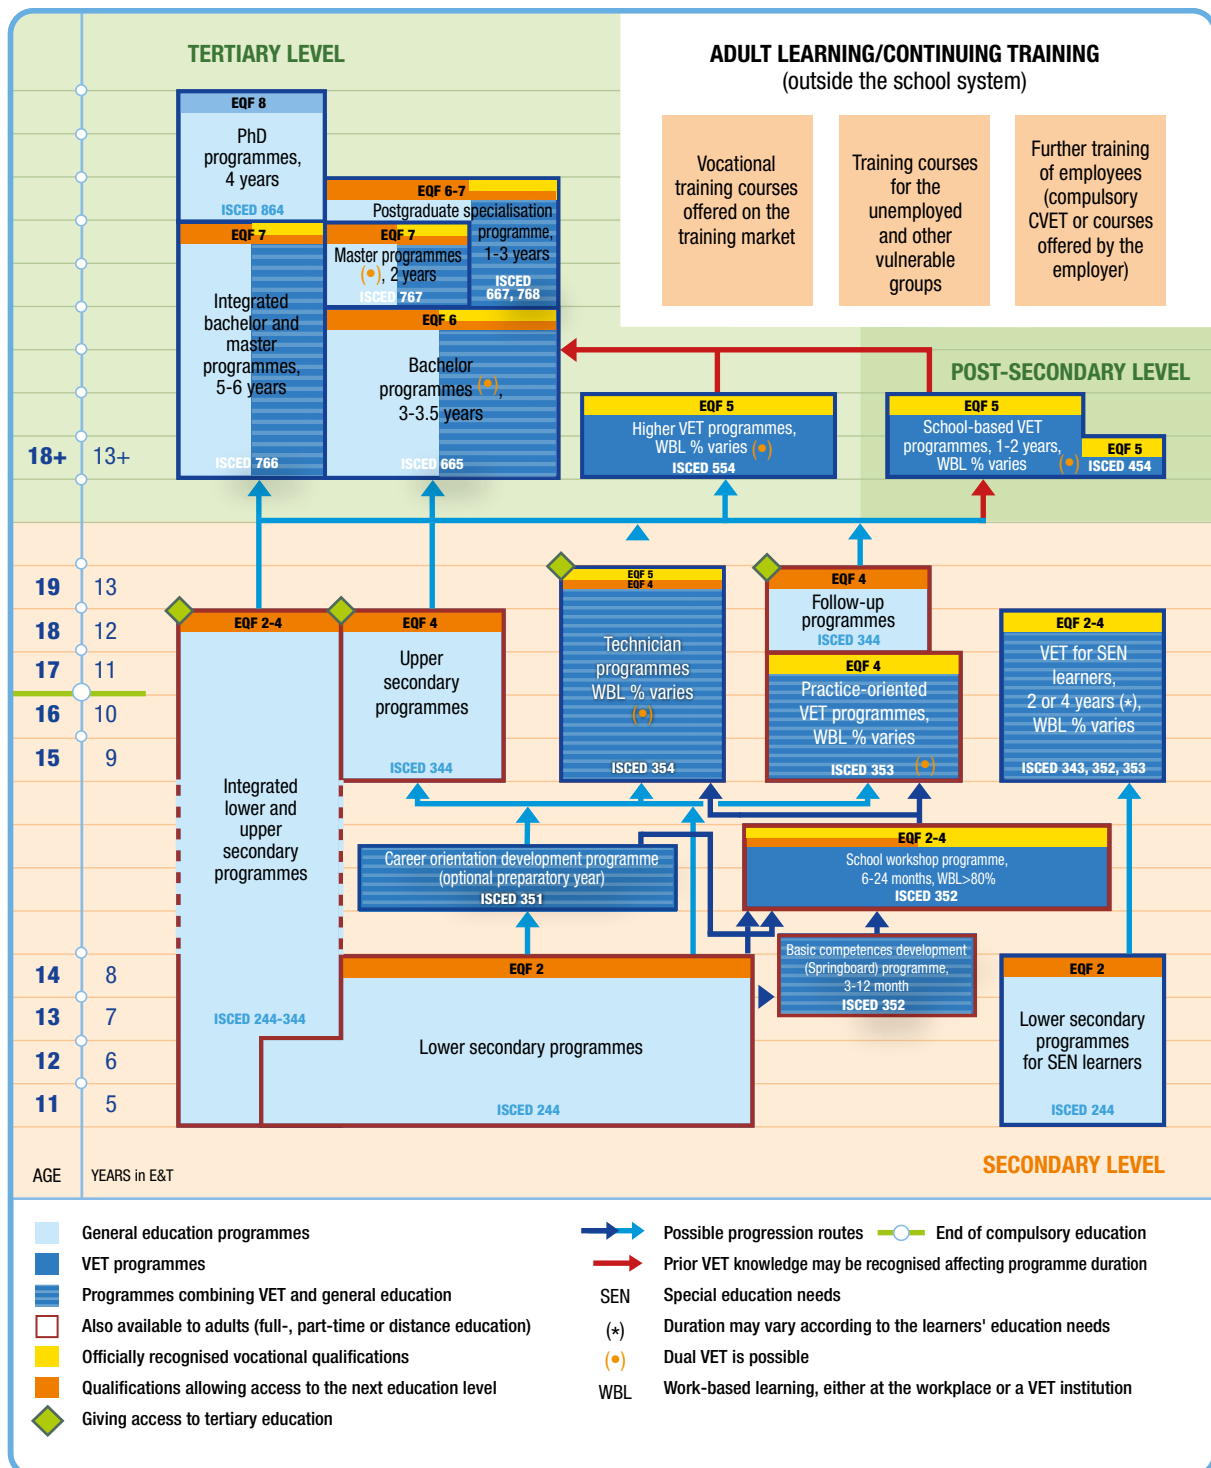 TERTIARY LEVEL
ADULT LEARNING/CONTINUING TRAINING
(outside the school system)
Vocational
training courses
offered on the
training market
Training courses
for the
unemployed
and other
vulnerable
groups
Further training
of employees
(compulsory
CVET or courses
offered by the
employer)
EQF 8
PhD
programmes,
4 years
ISCED 864
EQF 7
Integrated
bachelor and
master
programmes,
5-6 years
ISCED 766
EQF 6-7
Postgraduate specialisation
programme,
1-3 years
ISCED
667, 768
EQF 7
Master programmes
(•), 2 years
ISCED 767
EQF 6
Bachelor
programmes (•),
3-3.5 years
ISCED 665
POST-SECONDARY LEVEL
EQF 5
Higher VET programmes,
WBL % varies (•)
ISCED 554
EQF 5
School-based VET
programmes, 1-2 years,
WBL % varies (•)
EQF 5
ISCED 454
18+ 13+
19 13
18 12
17 11
16 10
15 9
14 8
13 7
12 6
11 5
AGE YEARS in E&T
EQF 2-4
Integrated
lower and
upper
secondary
programmes
ISCED 244-344
EQF 4
Upper
secondary
programmes
ISCED 344
EQF 5
EQF 4
Technician
programmes
WBL % varies
(•)
ISCED 354
EQF 4
Follow-up
programmes
ISCED 344
EQF 4
Practice-oriented
VET programmes,
WBL % varies
ISCED 353 (•)
EQF 2-4
VET for SEN
learners,
2 or 4 years (*),
WBL % varies
ISCED 343, 352, 353
Career orientation development programme
(optional preparatory year)
ISCED 351
EQF 2-4
School workshop programme,
6-24 months, WBL>80%
ISCED 352
Basic competences development
(Springboard) programme,
3-12 month
ISCED 352
EQF 2
Lower secondary programmes
ISCED 244
EQF 2
Lower secondary
programmes
for SEN learners
ISCED 244
SECONDARY LEVEL
General education programmes
VET programmes
Programmes combining VET and general education
Also available to adults (full-, part-time or distance education)
Officially recognised vocational qualifications
Qualifications allowing access to the next education level
Giving access to tertiary education
Possible progression routes
End of compulsory education
Prior VET knowledge may be recognised affecting programme duration
SEN Special education needs
(*) Duration may vary according to the learners' education needs
(•) Dual VET is possible
WBL Work-based learning, either at the workplace or a VET institution